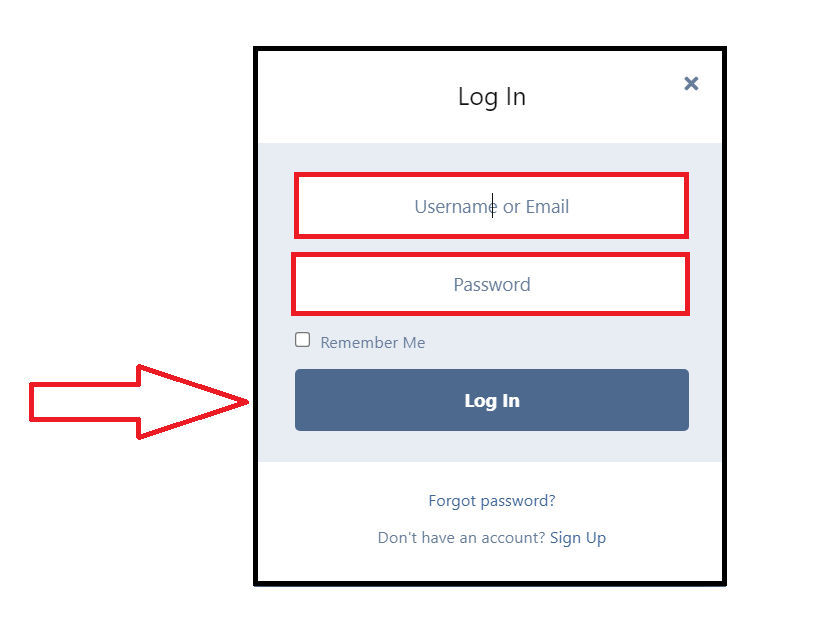 Log In
Username or Email
Password
Remember Me
Log In
Forgot password?
Don't have an account? Sign Up